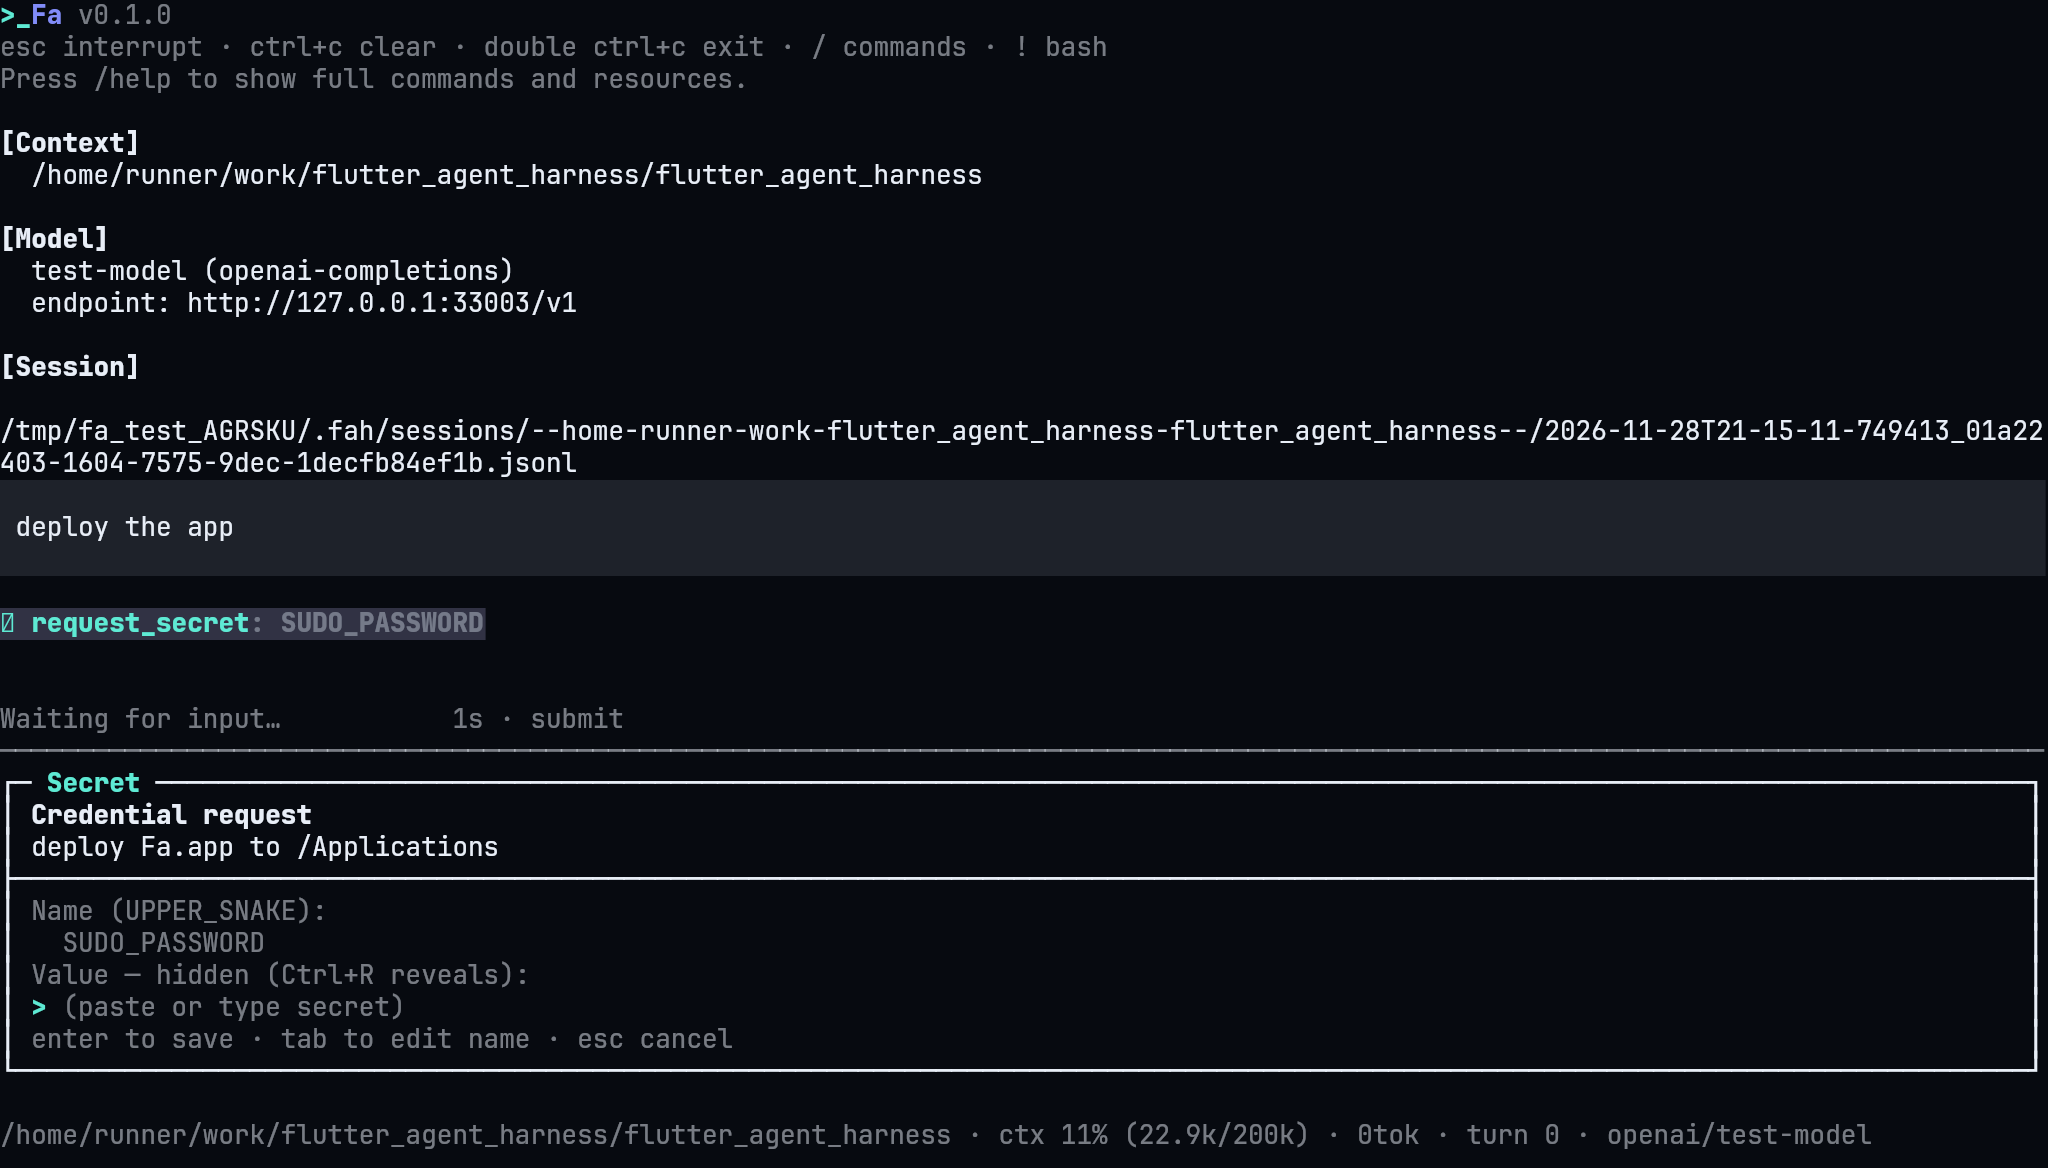 >_Fa v0.1.0
esc interrupt · ctrl+c clear · double ctrl+c exit · / commands · ! bash
Press /help to show full commands and resources.
[Context]
/home/runner/work/flutter_agent_harness/flutter_agent_harness
[Model]
test-model (openai-completions)
endpoint: http://127.0.0.1:33003/v1
[Session]
/tmp/fa_test_AGRSKU/.fah/sessions/--home-runner-work-flutter_agent_harness-flutter_agent_harness--/2026-11-28T21-15-11-749413_01a22
403-1604-7575-9dec-1decfb84ef1b.jsonl
deploy the app
request_secret: SUDO_PASSWORD
Waiting for input… 1s · submit
Secret
Credential request
deploy Fa.app to /Applications
Name (UPPER_SNAKE):
SUDO_PASSWORD
Value — hidden (Ctrl+R reveals):
> (paste or type secret)
enter to save · tab to edit name · esc cancel
/home/runner/work/flutter_agent_harness/flutter_agent_harness · ctx 11% (22.9k/200k) · 0tok · turn 0 · openai/test-model